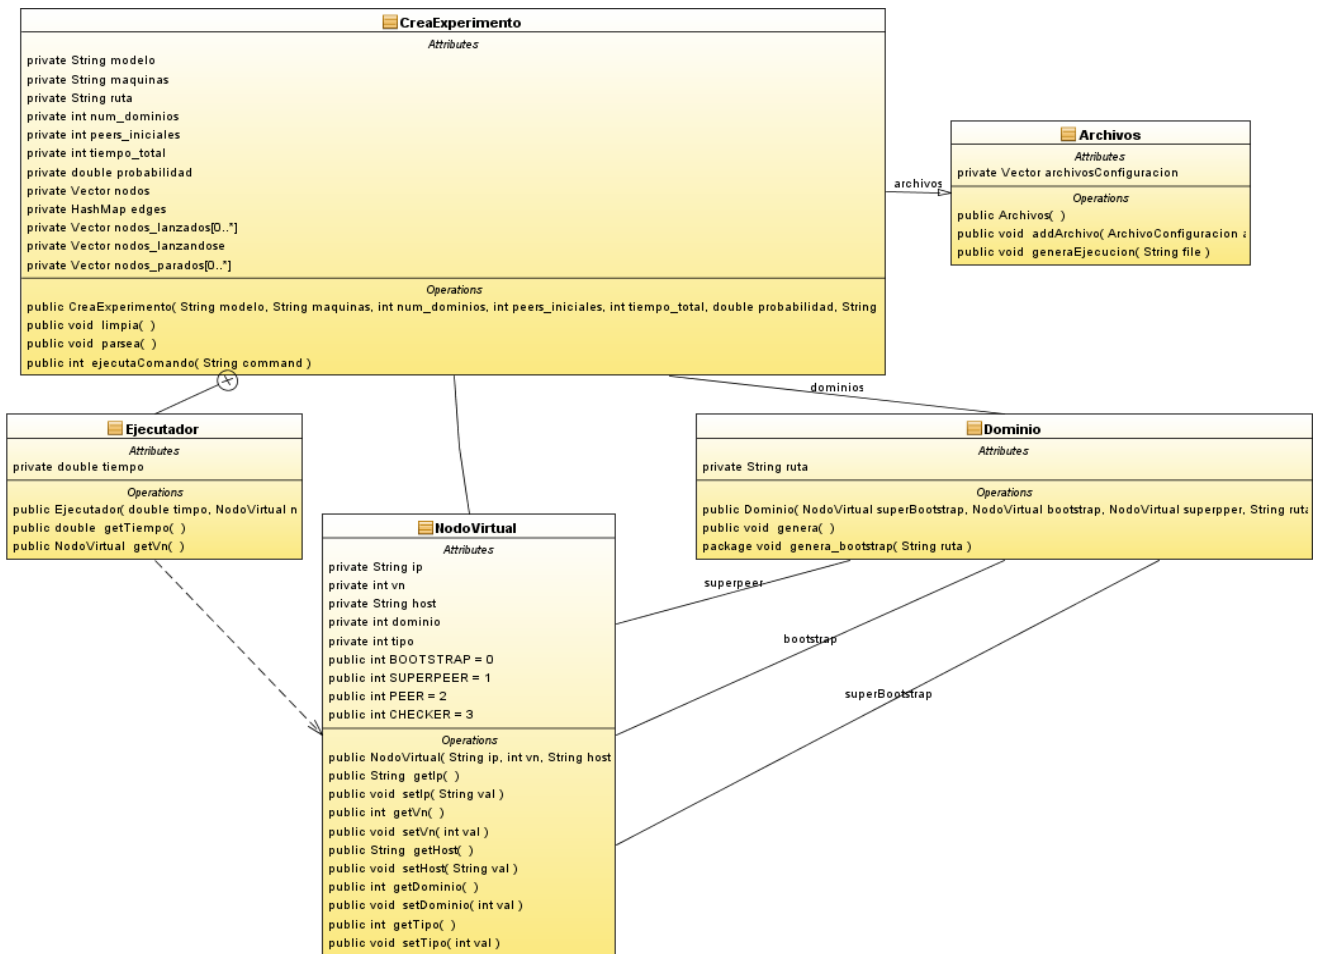 CreaExperimento
Attributes
private String modelo
private String maquinas
private String ruta
private int num_dominios
private int peers_iniciales
private int tiempo_total
private double probabilidad
private Vector nodos
private HashMap edges
private Vector nodos_lanzados[0..*]
private Vector nodos_lanzandose
private Vector nodos_parados[0..*]
Operations
public CreaExperimento( String modelo, String maquinas, int num_dominios, int peers_iniciales, int tiempo_total, double probabilidad, String
public void limpia( )
public void parsea( )
public int ejecutaComando( String command )
archivos
Archivos
Attributes
private Vector archivosConfiguracion
Operations
public Archivos( )
public void addArchivo( ArchivoConfiguracion a
public void generaEjecucion( String file )
dominios
Ejecutador
Attributes
private double tiempo
Operations
public Ejecutador( double timpo, NodoVirtual n
public double getTiempo( )
public NodoVirtual getVn( )
Dominio
Attributes
private String ruta
Operations
public Dominio( NodoVirtual superBootstrap, NodoVirtual bootstrap, NodoVirtual superpper, String ruta
public void genera( )
package void genera_bootstrap( String ruta )
NodoVirtual
Attributes
private String ip
private int vn
private String host
private int dominio
private int tipo
public int BOOTSTRAP = 0
public int SUPERPEER = 1
public int PEER = 2
public int CHECKER = 3
Operations
public NodoVirtual( String ip, int vn, String host
public String getIp( )
public void setIp( String val )
public int getVn( )
public void setVn( int val )
public String getHost( )
public void setHost( String val )
public int getDominio( )
public void setDominio( int val )
public int getTipo( )
public void setTipo( int val )
superpeer
bootstrap
superBootstrap